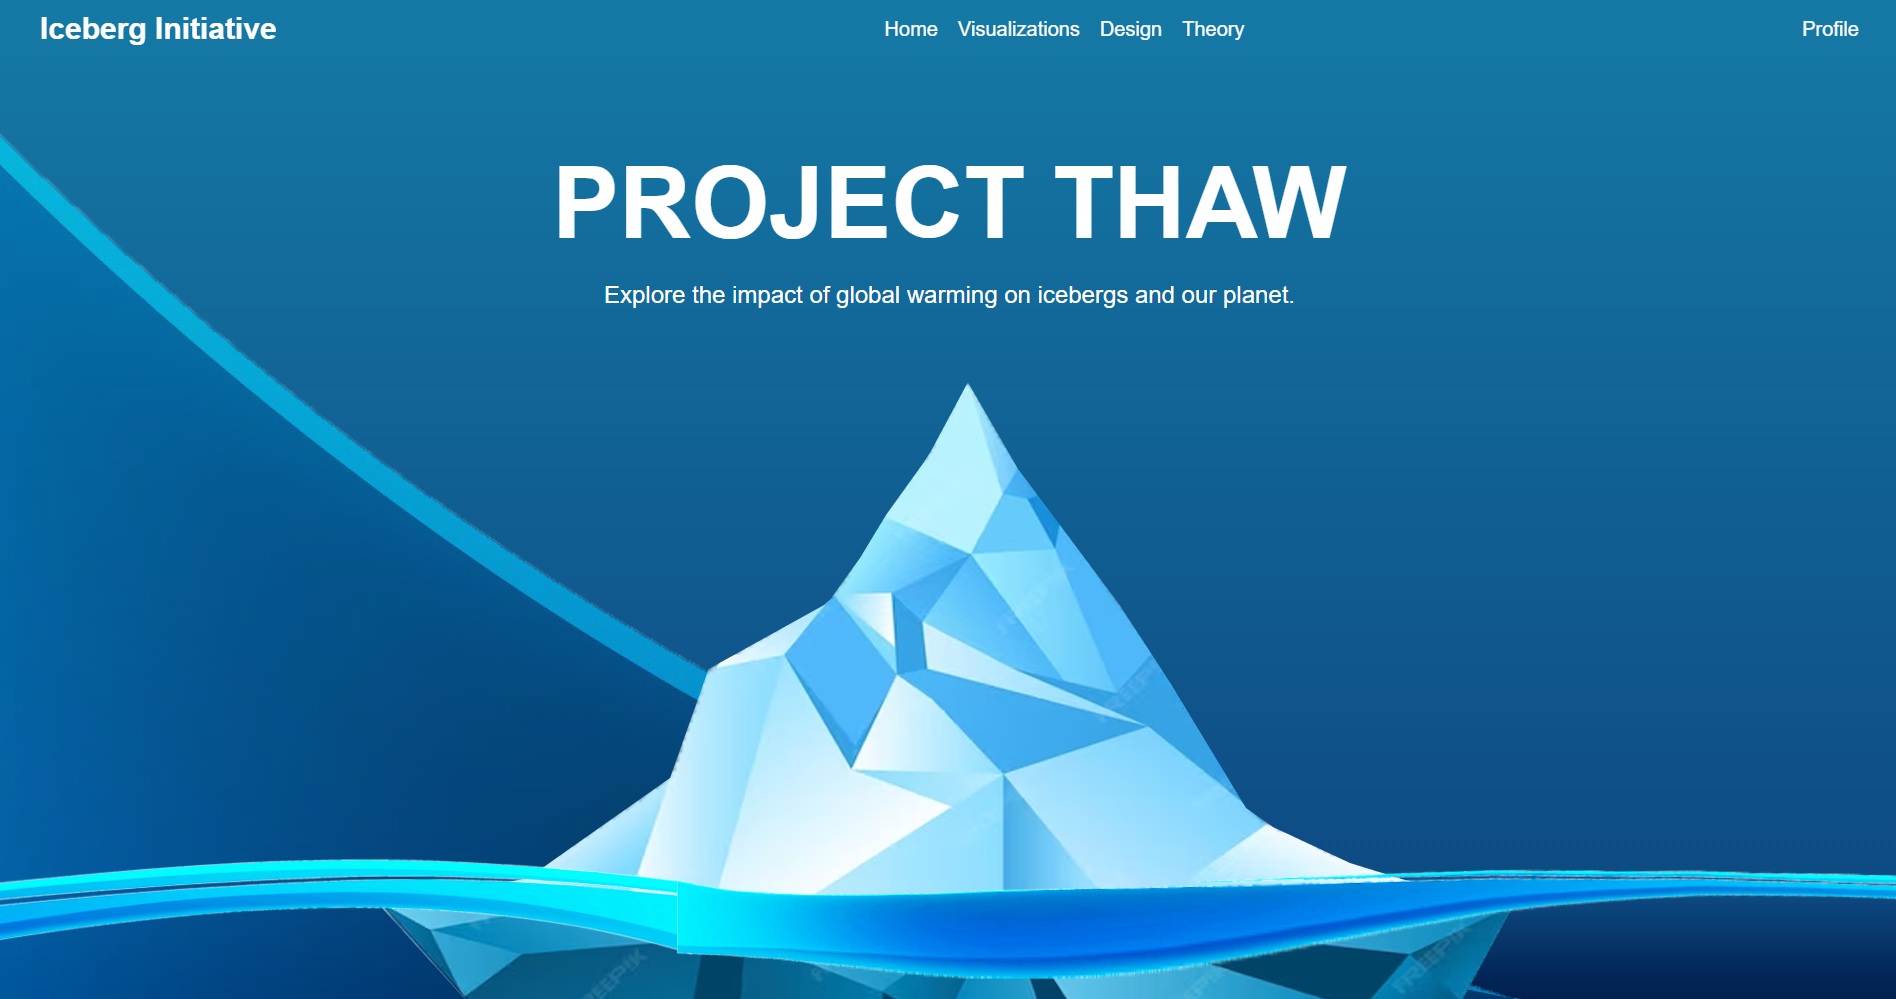 Iceberg Initiative
Home Visualizations Design Theory
Profile
PROJECT THAW
Explore the impact of global warming on icebergs and our planet.
FREEPIK